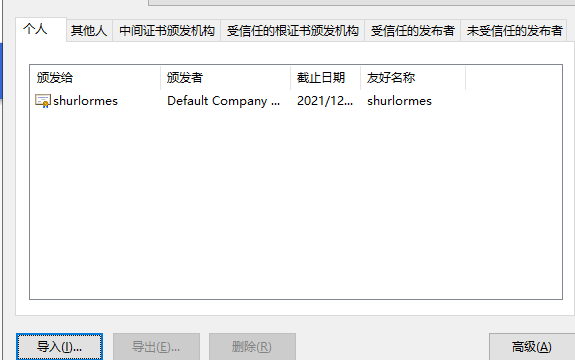 个人 其他人 中间证书颁发机构 受信任的根证书颁发机构 受信任的发布者 未受信任的发布者
颁发给 颁发者 截止日期 友好名称
shurlormes Default Company ... 2021/12... shurlormes
导入(I)... 导出(E)... 删除(R) 高级(A)